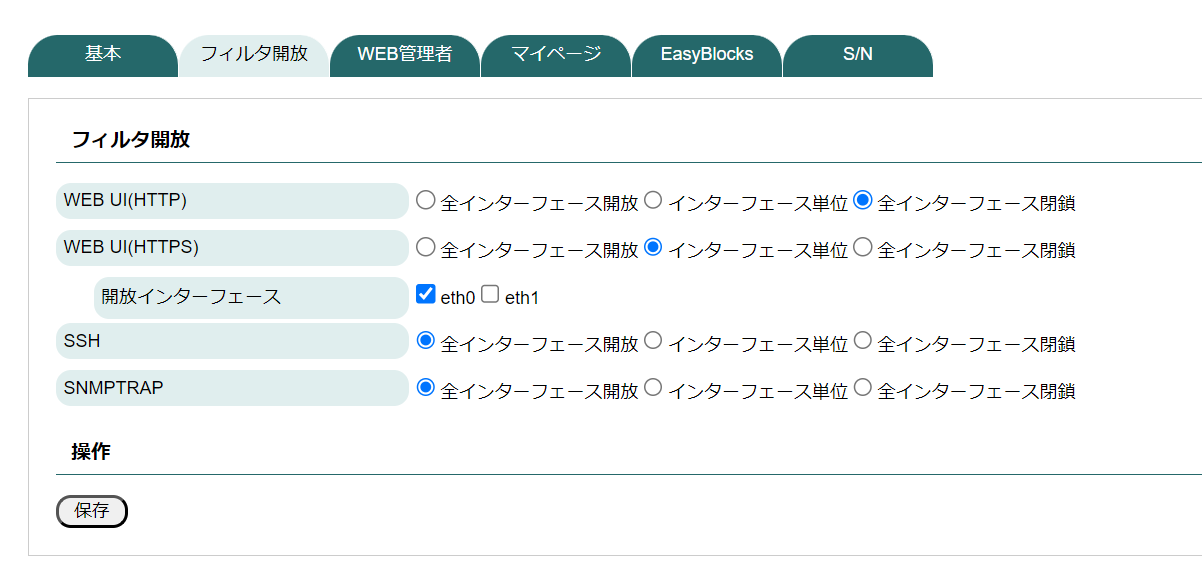 基本 フィルタ開放 WEB管理者 マイページ EasyBlocks S/N
フィルタ開放
WEB UI(HTTP) 全インターフェース開放 インターフェース単位 全インターフェース閉鎖
WEB UI(HTTPS) 全インターフェース開放 インターフェース単位 全インターフェース閉鎖
開放インターフェース eth0 eth1
SSH 全インターフェース開放 インターフェース単位 全インターフェース閉鎖
SNMPTRAP 全インターフェース開放 インターフェース単位 全インターフェース閉鎖
操作
保存